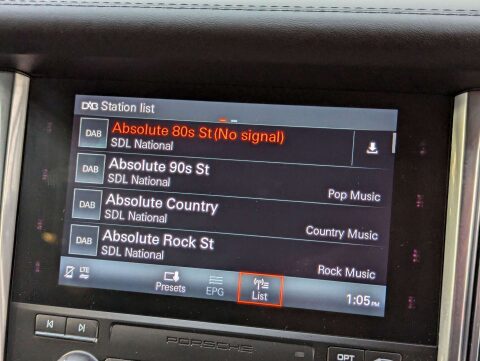 DAB Station list
DAB Absolute 80s St (No signal)
SDL National
DAB Absolute 90s St
SDL National
Pop Music
DAB Absolute Country
SDL National
Country Music
DAB Absolute Rock St
SDL National
Rock Music
LTE
Presets
EPG
List
1:05 PM
PORSCHE
OPT